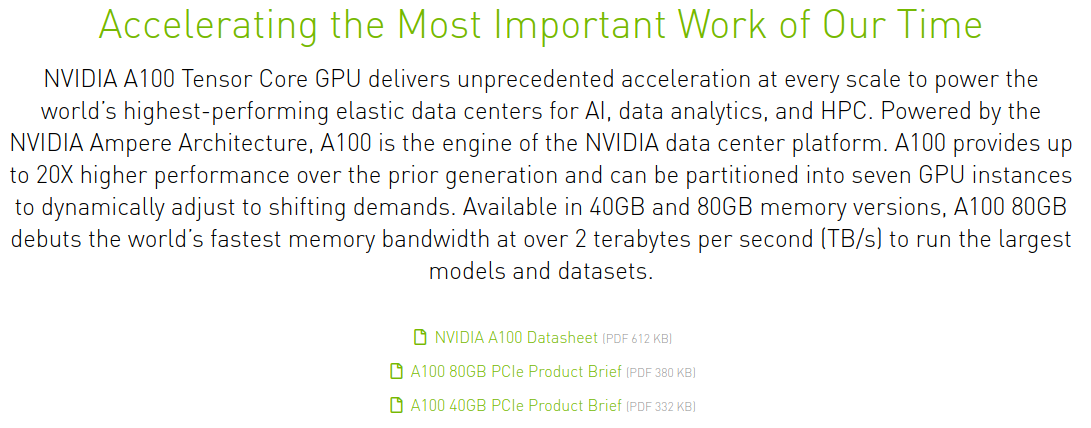 Accelerating the Most Important Work of Our Time
NVIDIA A100 Tensor Core GPU delivers unprecedented acceleration at every scale to power the
world’s highest-performing elastic data centers for AI, data analytics, and HPC. Powered by the
NVIDIA Ampere Architecture, A100 is the engine of the NVIDIA data center platform. A100 provides up
to 20X higher performance over the prior generation and can be partitioned into seven GPU instances
to dynamically adjust to shifting demands. Available in 40GB and 80GB memory versions, A100 80GB
debuts the world’s fastest memory bandwidth at over 2 terabytes per second (TB/s) to run the largest
models and datasets.
NVIDIA A100 Datasheet (PDF 612 KB)
A100 80GB PCIe Product Brief (PDF 380 KB)
A100 40GB PCIe Product Brief (PDF 332 KB)